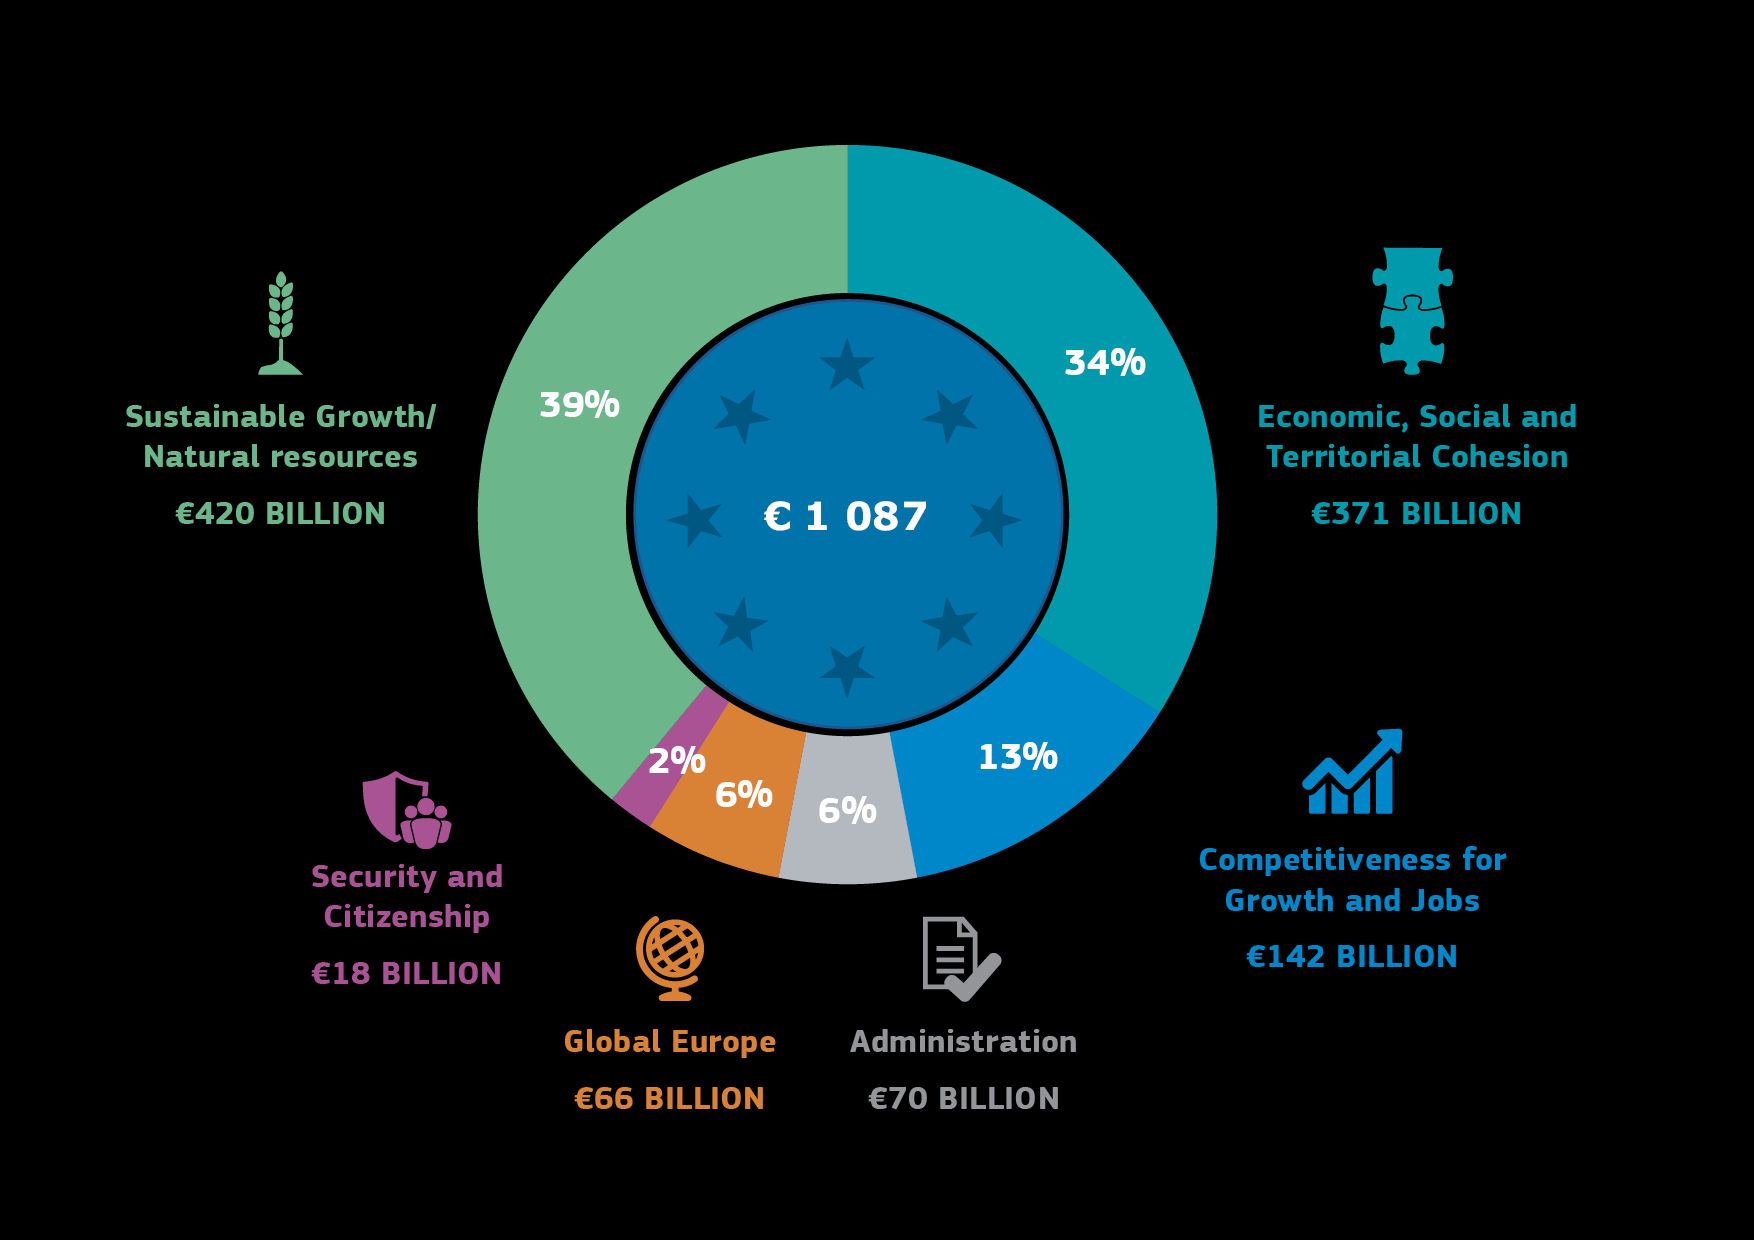 34%
39%
€ 1 087
13%
2%
6%
6%
Sustainable Growth/
Natural resources
€420 BILLION
Economic, Social and
Territorial Cohesion
€371 BILLION
Competitiveness for
Growth and Jobs
€142 BILLION
Security and
Citizenship
€18 BILLION
Global Europe
€66 BILLION
Administration
€70 BILLION